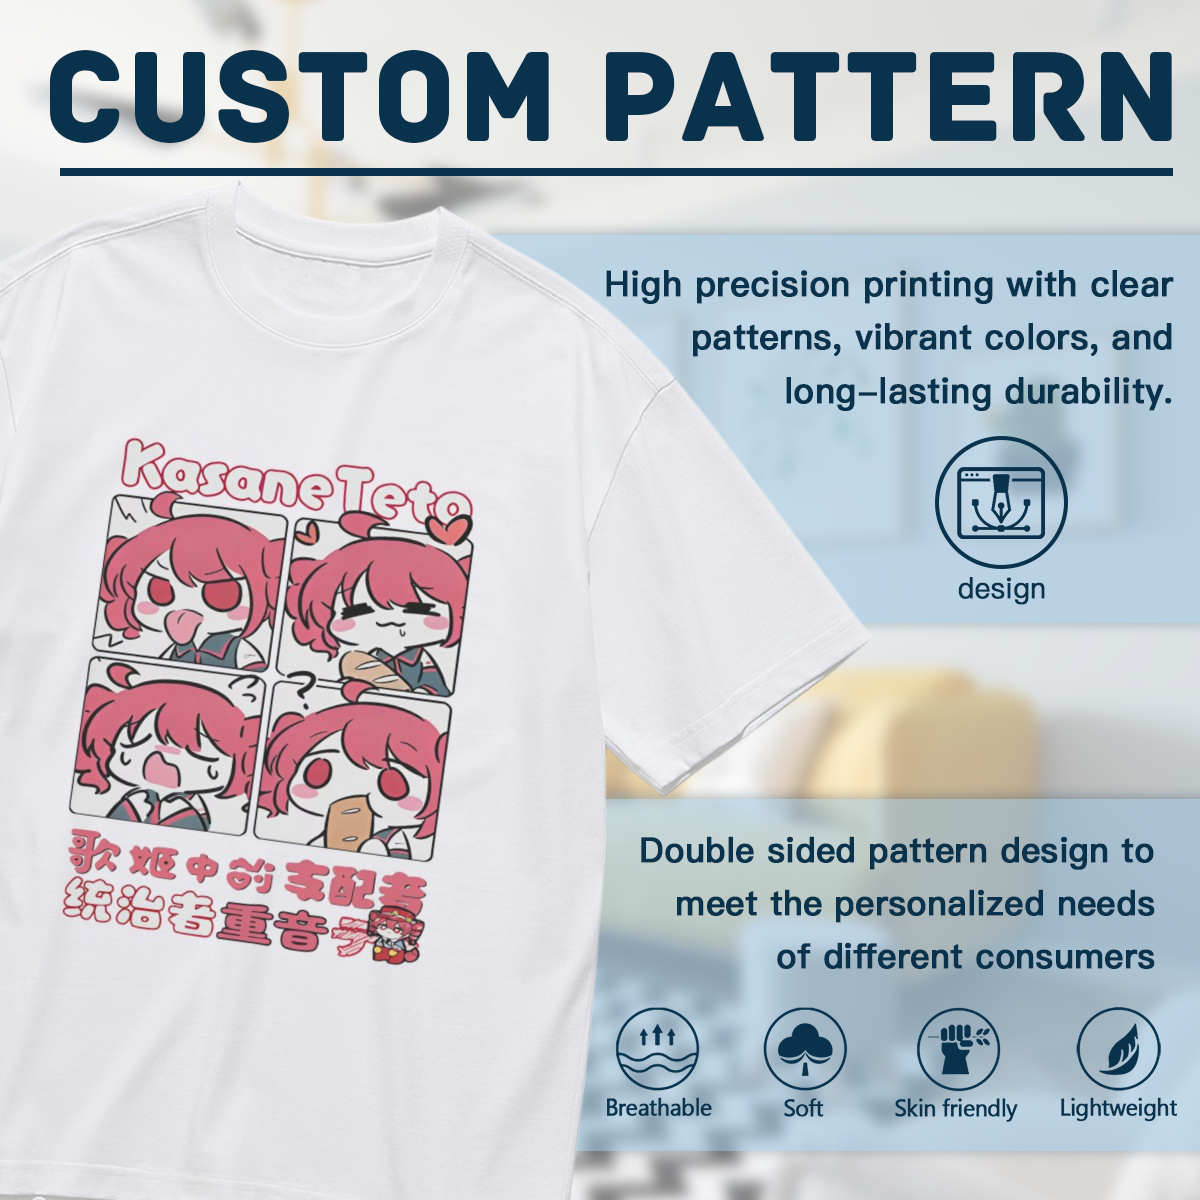 CUSTOM PATTERN
High precision printing with clear
patterns, vibrant colors, and
long-lasting durability.
design
KasaneTeto
?
歌姬中的支配者
统治者重音子
Double sided pattern design to
meet the personalized needs
of different consumers
Breathable
Soft
Skin friendly
Lightweight